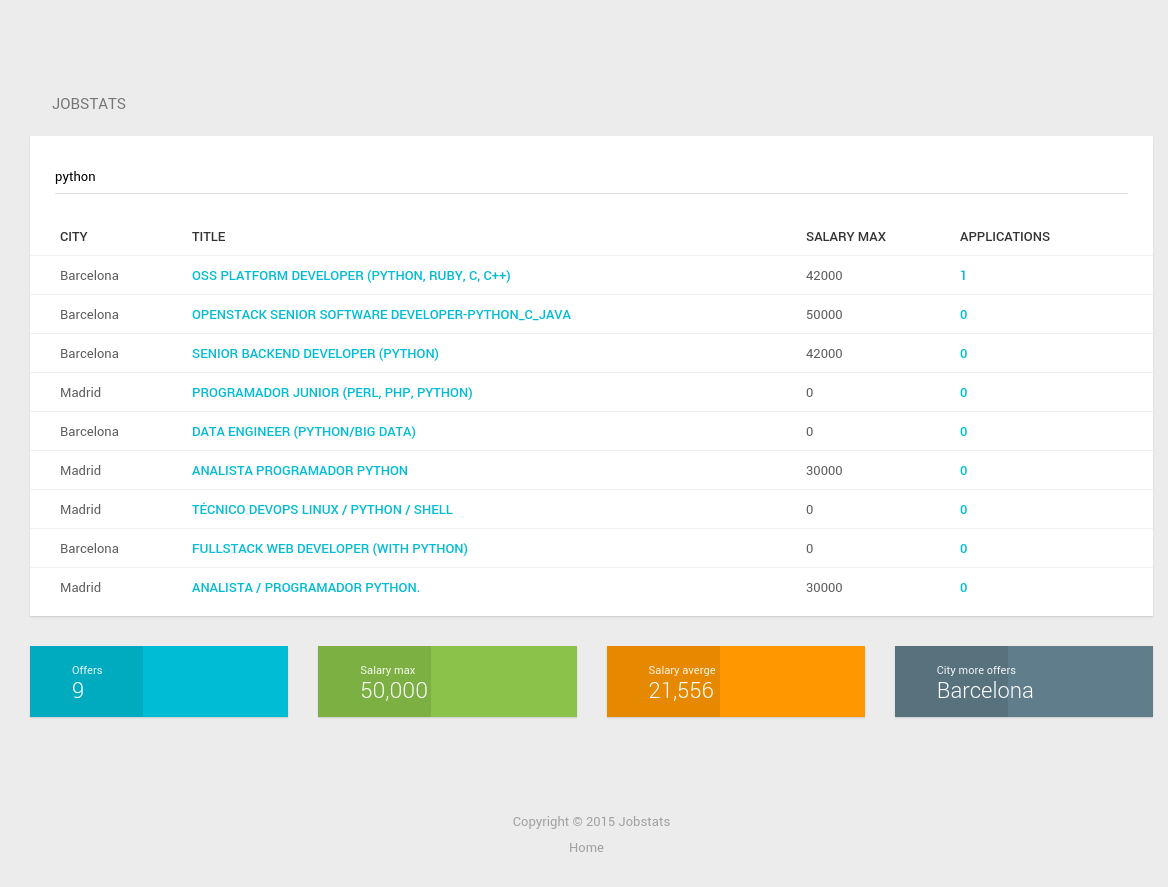 JOBSTATS
python
CITY TITLE SALARY MAX APPLICATIONS
Barcelona OSS PLATFORM DEVELOPER (PYTHON, RUBY, C, C++) 42000 1
Barcelona OPENSTACK SENIOR SOFTWARE DEVELOPER-PYTHON_C_JAVA 50000 0
Barcelona SENIOR BACKEND DEVELOPER (PYTHON) 42000 0
Madrid PROGRAMADOR JUNIOR (PERL, PHP, PYTHON) 0 0
Barcelona DATA ENGINEER (PYTHON/BIG DATA) 0 0
Madrid ANALISTA PROGRAMADOR PYTHON 30000 0
Madrid TÉCNICO DEVOPS LINUX / PYTHON / SHELL 0 0
Barcelona FULLSTACK WEB DEVELOPER (WITH PYTHON) 0 0
Madrid ANALISTA / PROGRAMADOR PYTHON. 30000 0
Offers Salary max Salary averge City more offers
9 50,000 21,556 Barcelona
Copyright © 2015 Jobstats
Home